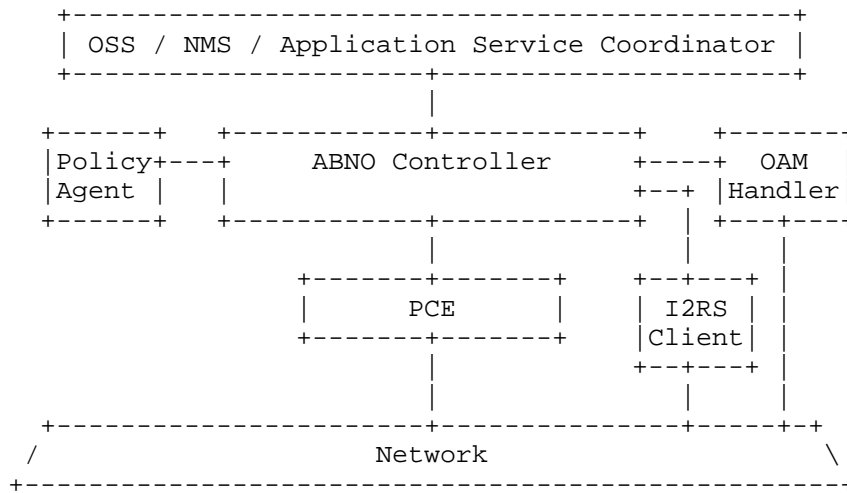 OSS / NMS / Application Service Coordinator
Policy ABNO Controller OAM
Agent Handler
PCE I2RS
Client
Network